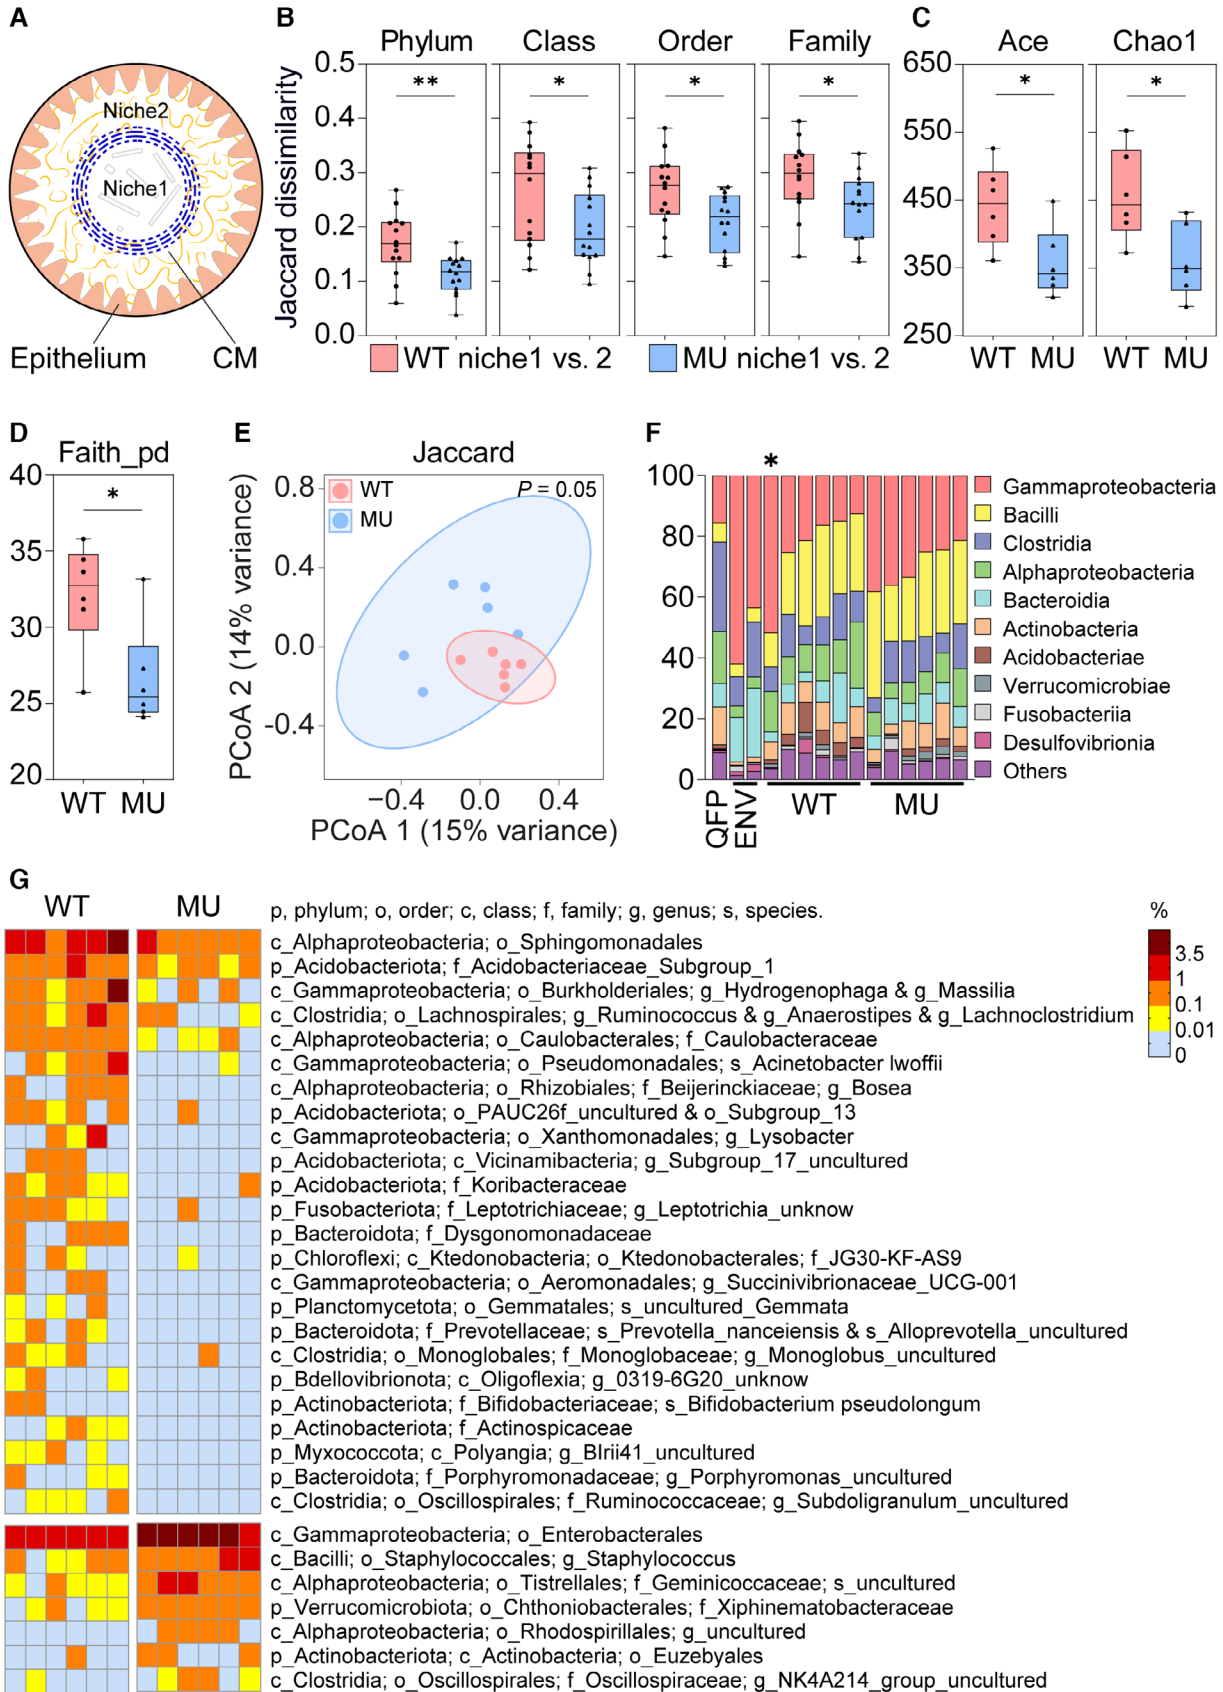 A
Niche2
Niche1
Epithelium
CM
B
Phylum
Class
Order
Family
Jaccard dissimilarity
0.5
0.4
0.3
0.2
0.1
0.0
**
*
*
*
WT niche1 vs. 2
MU niche1 vs. 2
C
Ace
Chao1
650
550
450
350
250
*
*
WT MU
WT MU
D
Faith_pd
40
35
30
25
20
*
WT MU
E
Jaccard
WT
MU
P = 0.05
PCoA 2 (14% variance)
0.8
0.4
0.0
-0.4
−0.4 0.0 0.4
PCoA 1 (15% variance)
F
*
100
80
60
40
20
0
QFP
ENV
WT
MU
Gammaproteobacteria
Bacilli
Clostridia
Alphaproteobacteria
Bacteroidia
Actinobacteria
Acidobacteriae
Verrucomicrobiae
Fusobacteriia
Desulfovibrionia
Others
G
WT MU
p, phylum; o, order; c, class; f, family; g, genus; s, species.
%
3.5
1
0.1
0.01
0
c_Alphaproteobacteria; o_Sphingomonadales
p_Acidobacteriota; f_Acidobacteriaceae_Subgroup_1
c_Gammaproteobacteria; o_Burkholderiales; g_Hydrogenophaga & g_Massilia
c_Clostridia; o_Lachnospirales; g_Ruminococcus & g_Anaerostipes & g_Lachnoclostridium
c_Alphaproteobacteria; o_Caulobacterales; f_Caulobacteraceae
c_Gammaproteobacteria; o_Pseudomonadales; s_Acinetobacter lwoffii
c_Alphaproteobacteria; o_Rhizobiales; f_Beijerinckiaceae; g_Bosea
p_Acidobacteriota; o_PAUC26f_uncultured & o_Subgroup_13
c_Gammaproteobacteria; o_Xanthomonadales; g_Lysobacter
p_Acidobacteriota; c_Vicinamibacteria; g_Subgroup_17_uncultured
p_Acidobacteriota; f_Koribacteraceae
p_Fusobacteriota; f_Leptotrichiaceae; g_Leptotrichia_unknow
p_Bacteroidota; f_Dysgonomonadaceae
p_Chloroflexi; c_Ktedonobacteria; o_Ktedonobacterales; f_JG30-KF-AS9
c_Gammaproteobacteria; o_Aeromonadales; g_Succinivibrionaceae_UCG-001
p_Planctomycetota; o_Gemmatales; s_uncultured_Gemmata
p_Bacteroidota; f_Prevotellaceae; s_Prevotella_nanceiensis & s_Alloprevotella_uncultured
c_Clostridia; o_Monoglobales; f_Monoglobaceae; g_Monoglobus_uncultured
p_Bdellovibrionota; c_Oligoflexia; g_0319-6G20_unknow
p_Actinobacteriota; f_Bifidobacteriaceae; s_Bifidobacterium pseudolongum
p_Actinobacteriota; f_Actinospicaceae
p_Myxococcota; c_Polyangia; g_BIrii41_uncultured
p_Bacteroidota; f_Porphyromonadaceae; g_Porphyromonas_uncultured
c_Clostridia; o_Oscillospirales; f_Ruminococcaceae; g_Subdoligranulum_uncultured
c_Gammaproteobacteria; o_Enterobacterales
c_Bacilli; o_Staphylococcales; g_Staphylococcus
c_Alphaproteobacteria; o_Tistrellales; f_Geminicoccaceae; s_uncultured
p_Verrucomicrobiota; o_Chthoniobacterales; f_Xiphinematobacteraceae
c_Alphaproteobacteria; o_Rhodospirillales; g_uncultured
p_Actinobacteriota; c_Actinobacteria; o_Euzebyales
c_Clostridia; o_Oscillospirales; f_Oscillospiraceae; g_NK4A214_group_uncultured